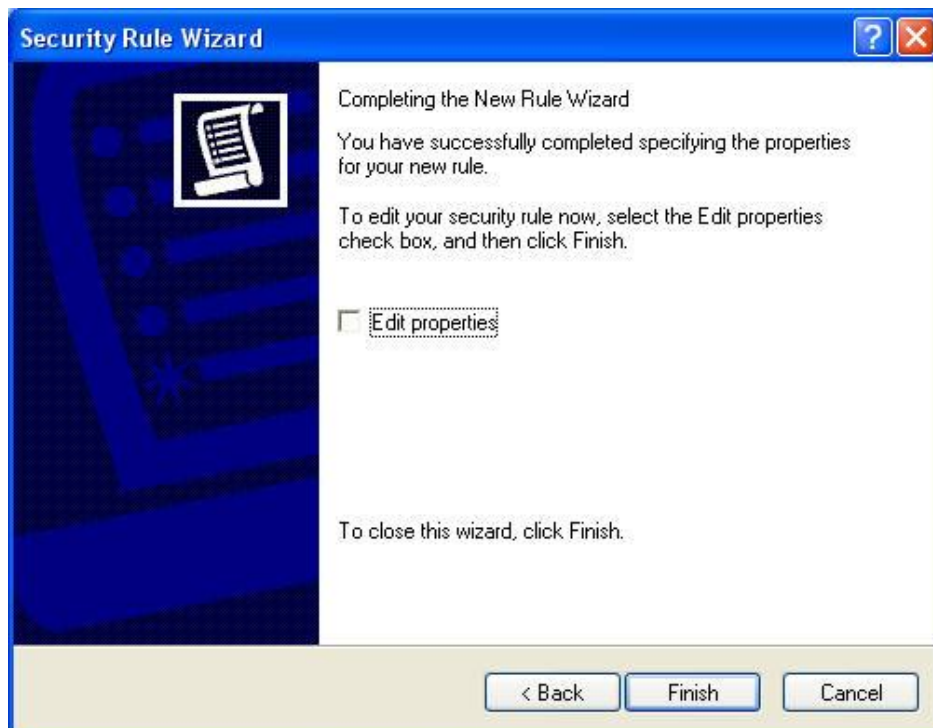 Security Rule Wizard
?
Completing the New Rule Wizard
You have successfully completed specifying the properties
for your new rule.
To edit your security rule now, select the Edit properties
check box, and then click Finish.
Edit properties
To close this wizard, click Finish.
< Back Finish Cancel